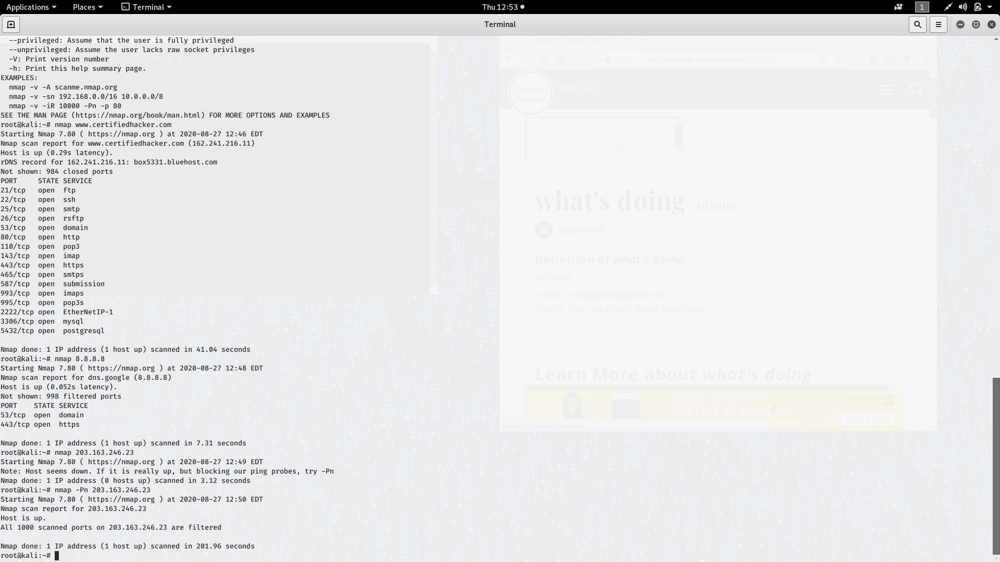 Applications
Places
Terminal
Thu 12:53
1
Terminal
--privileged: Assume that the user is fully privileged
--unprivileged: Assume the user lacks raw socket privileges
-V: Print version number
-h: Print this help summary page.
EXAMPLES:
nmap -v -A scanme.nmap.org
nmap -v -sn 192.168.0.0/16 10.0.0.0/8
nmap -v -iR 10000 -Pn -p 80
SEE THE MAN PAGE (https://nmap.org/book/man.html) FOR MORE OPTIONS AND EXAMPLES
root@kali:~# nmap www.certifiedhacker.com
Starting Nmap 7.80 ( https://nmap.org ) at 2020-08-27 12:46 EDT
Nmap scan report for www.certifiedhacker.com (162.241.216.11)
Host is up (0.29s latency).
rDNS record for 162.241.216.11: box5331.bluehost.com
Not shown: 984 closed ports
PORT     STATE SERVICE
21/tcp   open  ftp
22/tcp   open  ssh
25/tcp   open  smtp
26/tcp   open  rsftp
53/tcp   open  domain
80/tcp   open  http
110/tcp  open  pop3
143/tcp  open  imap
443/tcp  open  https
465/tcp  open  smtps
587/tcp  open  submission
993/tcp  open  imaps
995/tcp  open  pop3s
2222/tcp open  EtherNetIP-1
3306/tcp open  mysql
5432/tcp open  postgresql
Nmap done: 1 IP address (1 host up) scanned in 41.04 seconds
root@kali:~# nmap 8.8.8.8
Starting Nmap 7.80 ( https://nmap.org ) at 2020-08-27 12:48 EDT
Nmap scan report for dns.google (8.8.8.8)
Host is up (0.052s latency).
Not shown: 998 filtered ports
PORT    STATE SERVICE
53/tcp  open  domain
443/tcp open  https
Nmap done: 1 IP address (1 host up) scanned in 7.31 seconds
root@kali:~# nmap 203.163.246.23
Starting Nmap 7.80 ( https://nmap.org ) at 2020-08-27 12:49 EDT
Note: Host seems down. If it is really up, but blocking our ping probes, try -Pn
Nmap done: 1 IP address (0 hosts up) scanned in 3.12 seconds
root@kali:~# nmap -Pn 203.163.246.23
Starting Nmap 7.80 ( https://nmap.org ) at 2020-08-27 12:50 EDT
Nmap scan report for 203.163.246.23
Host is up.
All 1000 scanned ports on 203.163.246.23 are filtered
Nmap done: 1 IP address (1 host up) scanned in 201.96 seconds
root@kali:~#
What's Doing | Definiti
https://www.merriam-webster.com/dictionary
Merriam-
Webster
SINCE 1828
Hmm. We're having
trouble finding that site.
what's doing idiom
Save Word
Definition of what's doing
informal
: what is happening/going on
// Let's find out what's doing downtown.
Learn More about what's doing
Stay safe & healthy this
FESTIVE SEASON with
EUREKA FORBES
BOOK A DEMO
Looking up sync.teads.tv...